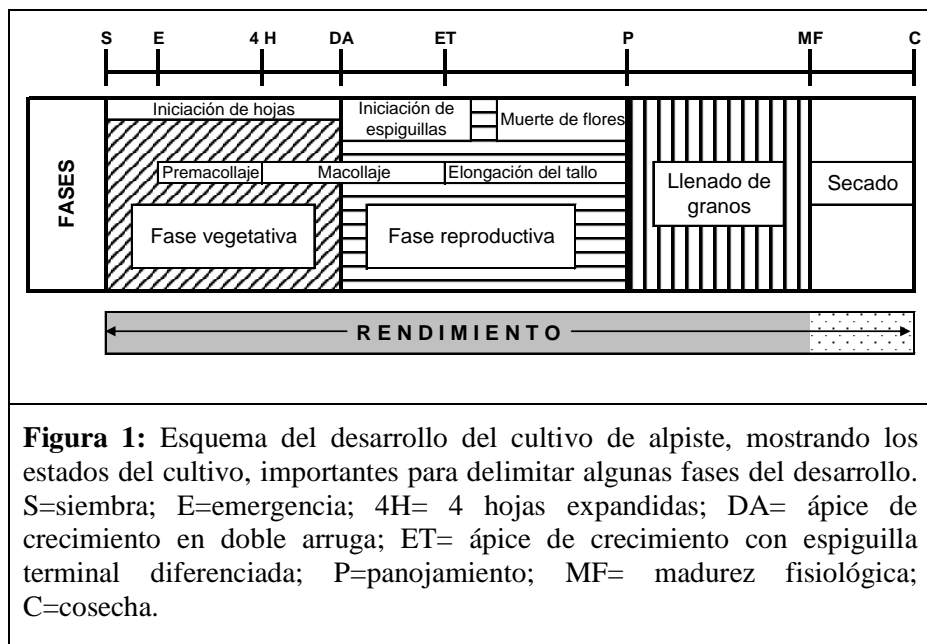 S E 4 H DA ET P MF C
FASES
Iniciación de hojas
Iniciación de
espiguillas
Muerte de flores
Premacollaje
Macollaje
Elongación del tallo
Llenado de
granos
Secado
Fase vegetativa
Fase reproductiva
RENDIMIENTO
Figura 1: Esquema del desarrollo del cultivo de alpiste, mostrando los
estados del cultivo, importantes para delimitar algunas fases del desarrollo.
S=siembra; E=emergencia; 4H= 4 hojas expandidas; DA= ápice de
crecimiento en doble arruga; ET= ápice de crecimiento con espiguilla
terminal diferenciada; P=panojamiento; MF= madurez fisiológica;
C=cosecha.